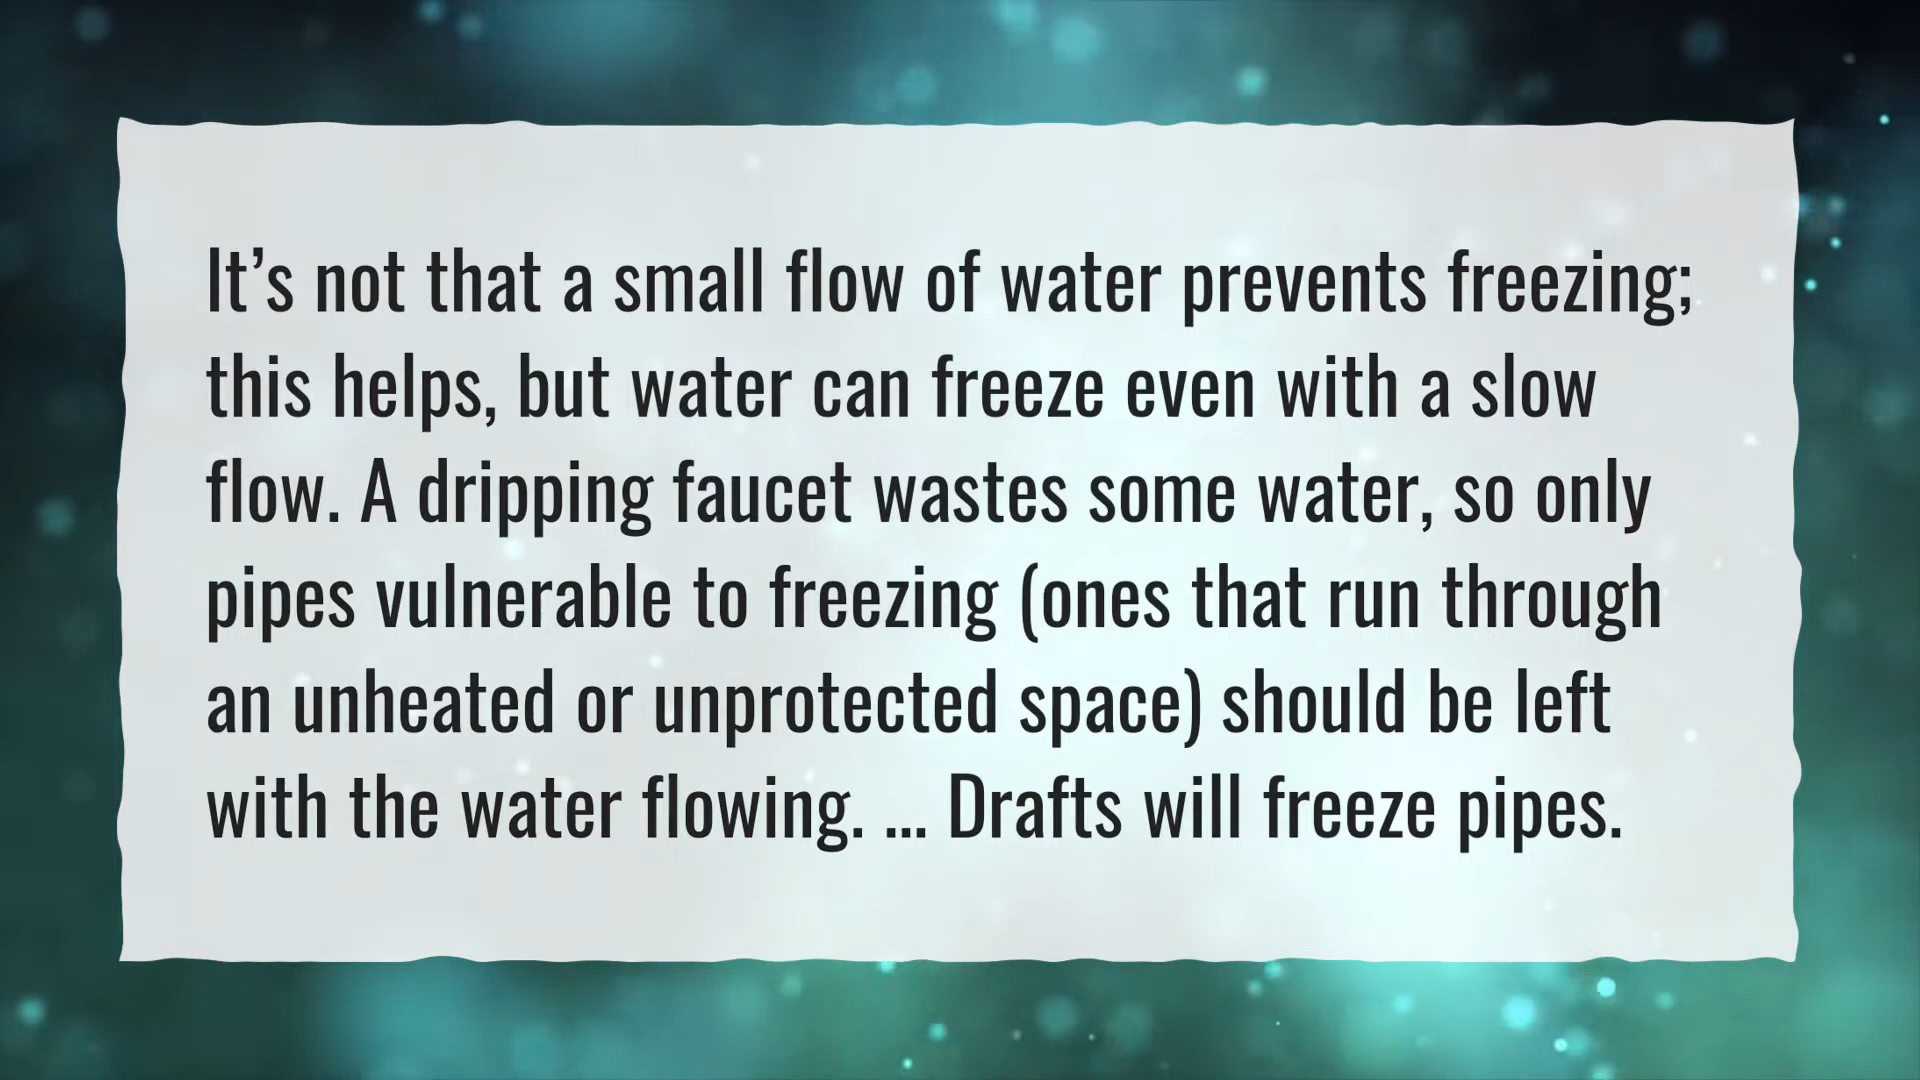 It’s not that a small flow of water prevents freezing;
this helps, but water can freeze even with a slow
flow. A dripping faucet wastes some water, so only
pipes vulnerable to freezing (ones that run through
an unheated or unprotected space) should be left
with the water flowing. ... Drafts will freeze pipes.